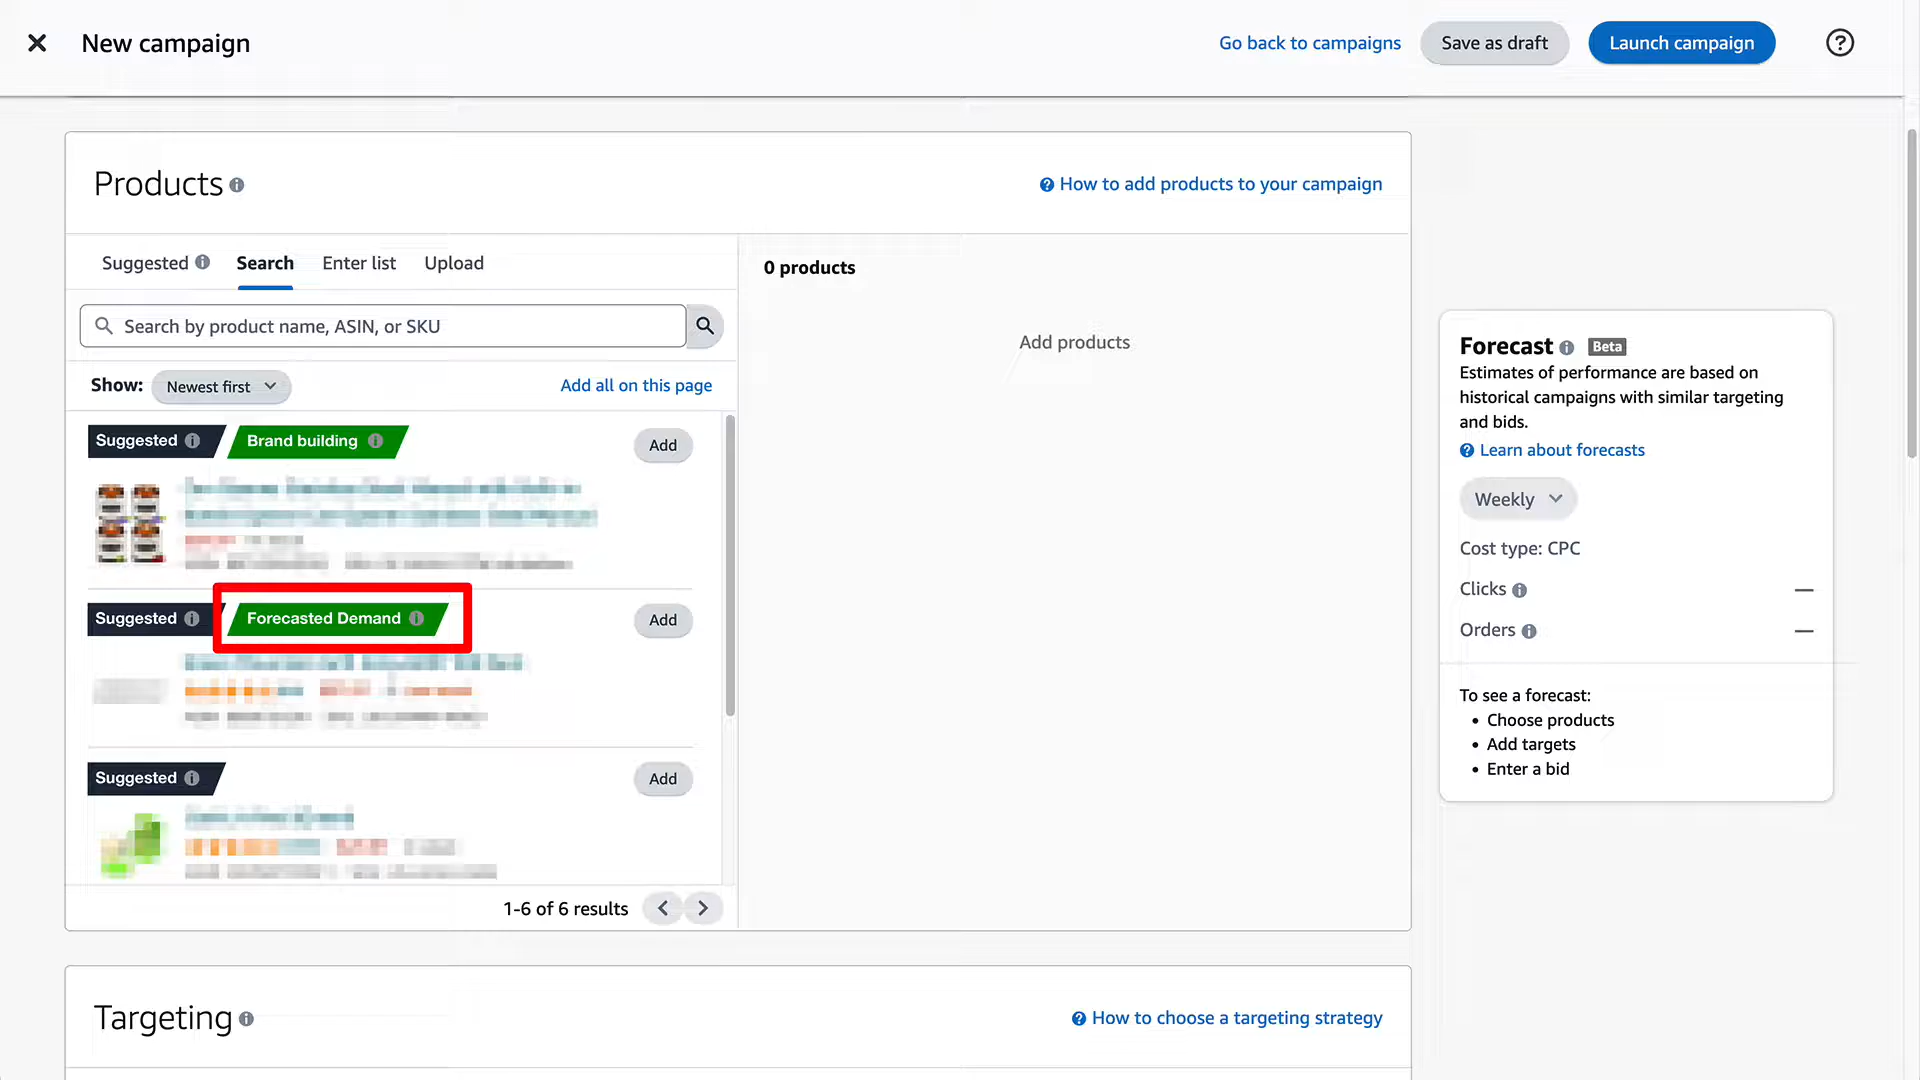 New campaign
Go back to campaigns
Save as draft
Launch campaign
Products
How to add products to your campaign
Suggested
Search
Enter list
Upload
Search by product name, ASIN, or SKU
Show:
Newest first
Add all on this page
Suggested
Brand building
Add
Suggested
Forecasted Demand
Add
Suggested
Add
1-6 of 6 results
0 products
Add products
Forecast
Beta
Estimates of performance are based on
historical campaigns with similar targeting
and bids.
Learn about forecasts
Weekly
Cost type: CPC
Clicks —
Orders —
To see a forecast:
• Choose products
• Add targets
• Enter a bid
Targeting
How to choose a targeting strategy